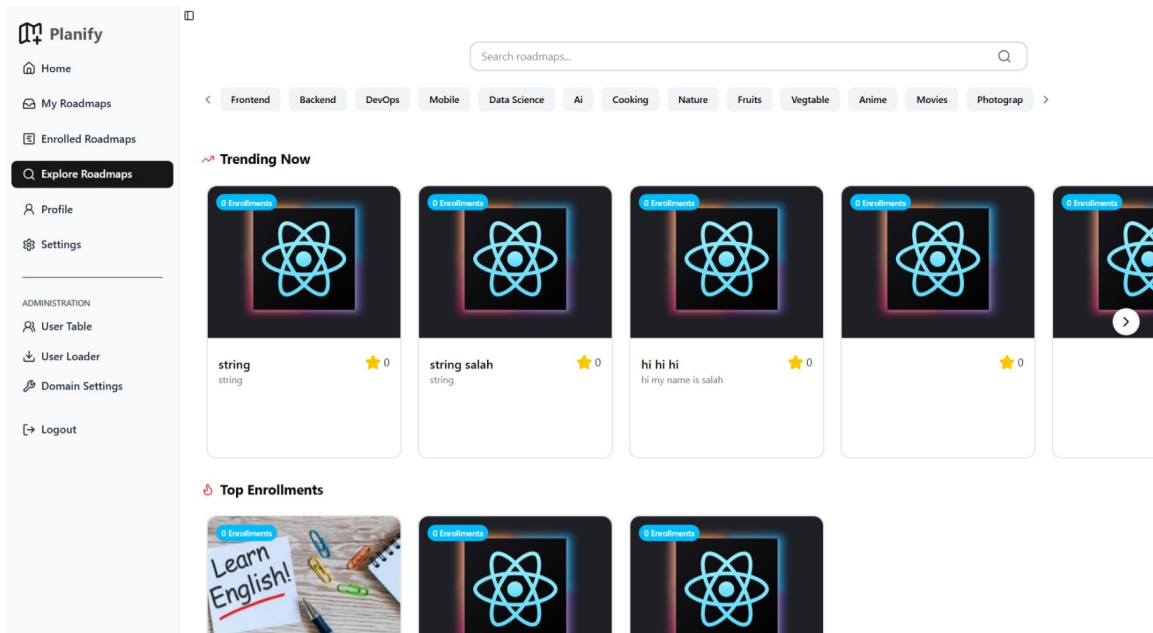 Planify
Home
My Roadmaps
Enrolled Roadmaps
Explore Roadmaps
Profile
Settings
ADMINISTRATION
User Table
User Loader
Domain Settings
Logout
Search roadmaps...
Frontend Backend DevOps Mobile Data Science Ai Cooking Nature Fruits Vegtable Anime Movies Photograp
Trending Now
0 Enrollments 0 Enrollments 0 Enrollments 0 Enrollments 0 Enrollments
string 0 string salah 0 hi hi hi 0 0
string string hi my name is salah
Top Enrollments
0 Enrollments 0 Enrollments 0 Enrollments
Learn
English!